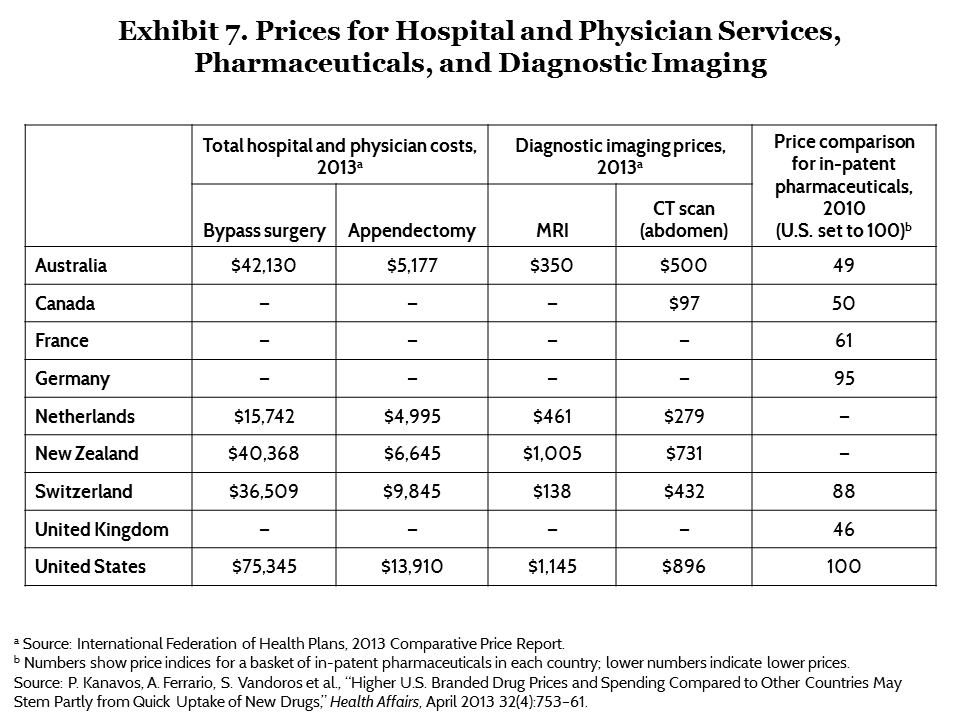 Exhibit 7. Prices for Hospital and Physician Services,
Pharmaceuticals, and Diagnostic Imaging
Total hospital and physician costs,
2013ᵃ
Diagnostic imaging prices,
2013ᵃ
Price comparison
for in-patent
pharmaceuticals,
2010
(U.S. set to 100)ᵇ
Bypass surgery Appendectomy MRI CT scan
(abdomen)
Australia $42,130 $5,177 $350 $500 49
Canada – – – $97 50
France – – – – 61
Germany – – – – 95
Netherlands $15,742 $4,995 $461 $279 –
New Zealand $40,368 $6,645 $1,005 $731 –
Switzerland $36,509 $9,845 $138 $432 88
United Kingdom – – – – 46
United States $75,345 $13,910 $1,145 $896 100
ᵃ Source: International Federation of Health Plans, 2013 Comparative Price Report.
ᵇ Numbers show price indices for a basket of in-patent pharmaceuticals in each country; lower numbers indicate lower prices.
Source: P. Kanavos, A. Ferrario, S. Vandoros et al., “Higher U.S. Branded Drug Prices and Spending Compared to Other Countries May
Stem Partly from Quick Uptake of New Drugs,” Health Affairs, April 2013 32(4):753–61.